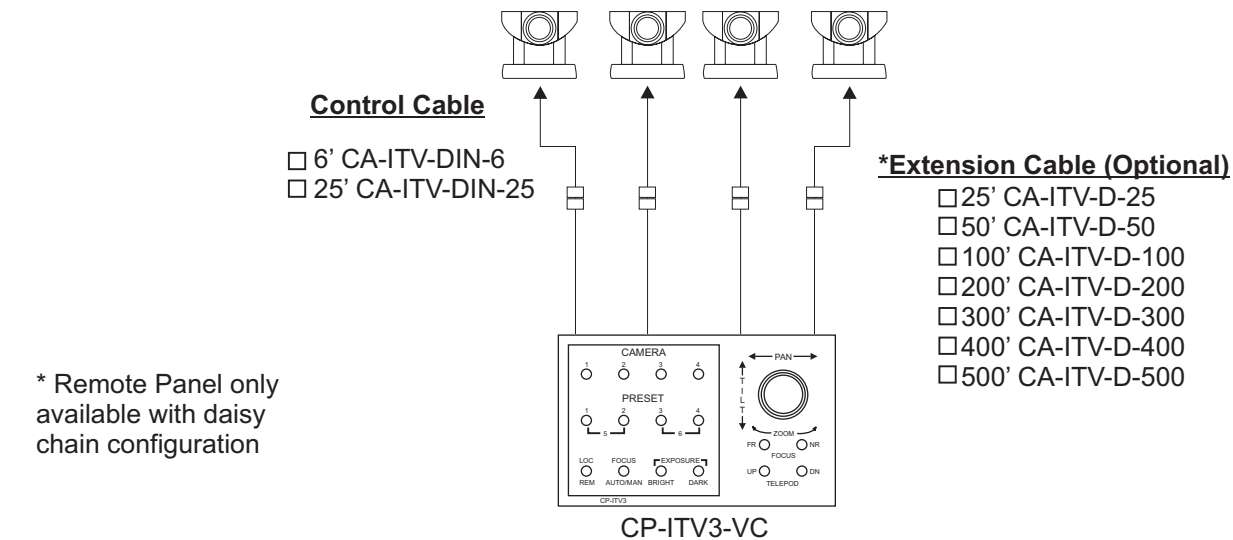 Control Cable
□ 6’ CA-ITV-DIN-6
□ 25’ CA-ITV-DIN-25
*Extension Cable (Optional)
□ 25’ CA-ITV-D-25
□ 50’ CA-ITV-D-50
□ 100’ CA-ITV-D-100
□ 200’ CA-ITV-D-200
□ 300’ CA-ITV-D-300
□ 400’ CA-ITV-D-400
□ 500’ CA-ITV-D-500
* Remote Panel only
available with daisy
chain configuration
CAMERA
1 2 3 4
PRESET
1 2 3 4
5 6
LOC FOCUS EXPOSURE
REM AUTO/MAN BRIGHT DARK
CP-ITV3
PAN
TILT
ZOOM
FR NR
FOCUS
UP DN
TELEPOD
CP-ITV3-VC